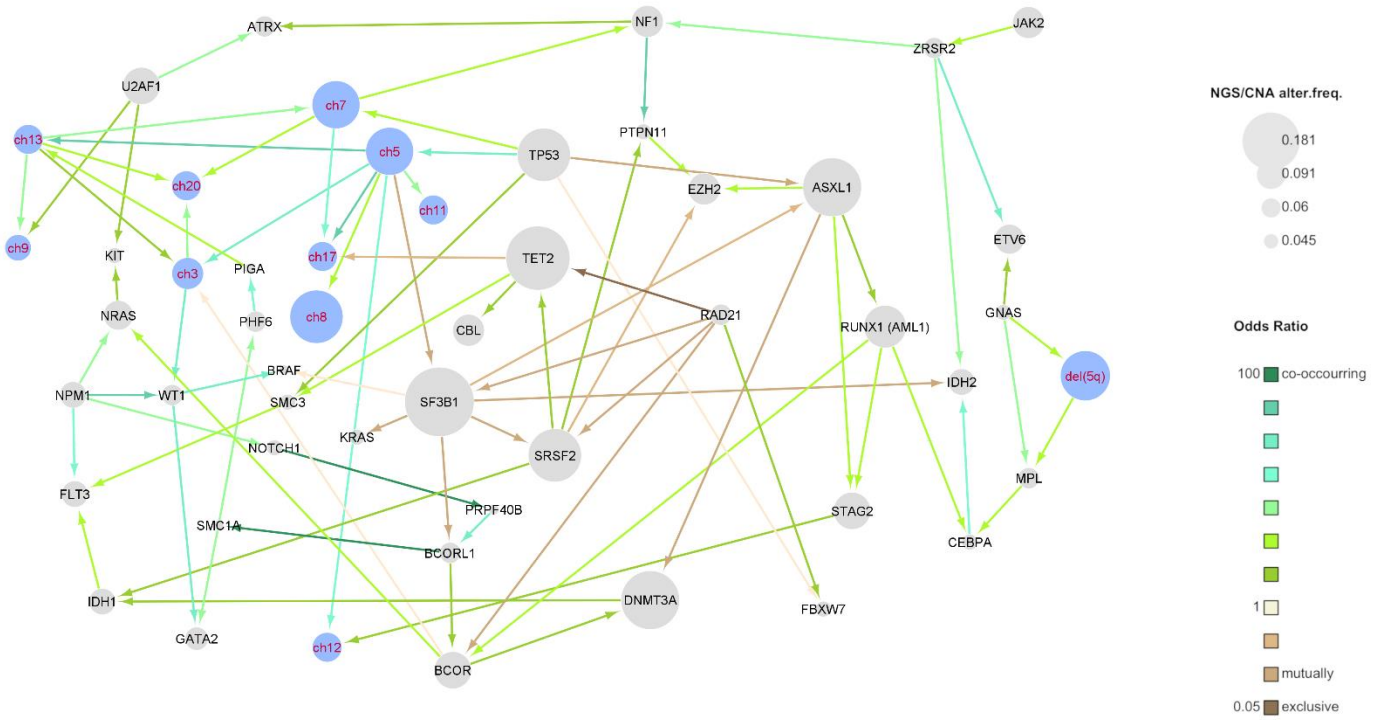 ATRX
NF1
JAK2
ZRSR2
U2AF1
ch7
NGS/CNA alter.freq.
ch13
PTPN11
0.181
ch5
TP53
0.091
ch20
EZH2
ASXL1
ch11
0.06
ch9
ETV6
0.045
KIT
ch17
TET2
PIGA
ch3
NRAS
PHF6
ch8
CBL
RAD21
RUNX1 (AML1)
GNAS
Odds Ratio
BRAF
IDH2
del(5q)
100 co-occourring
NPM1
WT1
SMC3
SF3B1
KRAS
NOTCH1
SRSF2
MPL
FLT3
PRPF40B
STAG2
SMC1A
CEBPA
BCORL1
IDH1
DNMT3A
FBXW7
1
GATA2
ch12
BCOR
mutually
0.05 exclusive